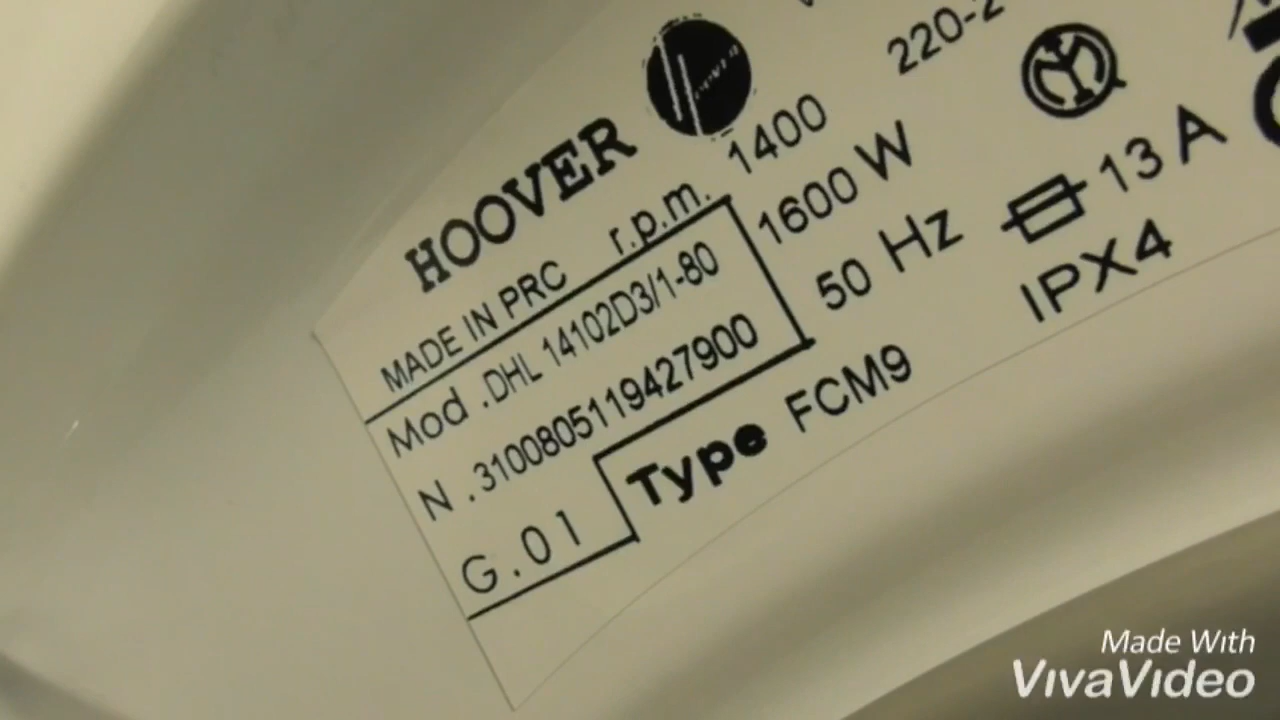 HOOVER
MADE IN PRC r.p.m. 1400
Mod .DHL 14102D3/1-80
N .3100805119427900
G.01
Type FCM9
220-2
1600 W
50 Hz
13 A
IPX4
Made With
VivaVideo